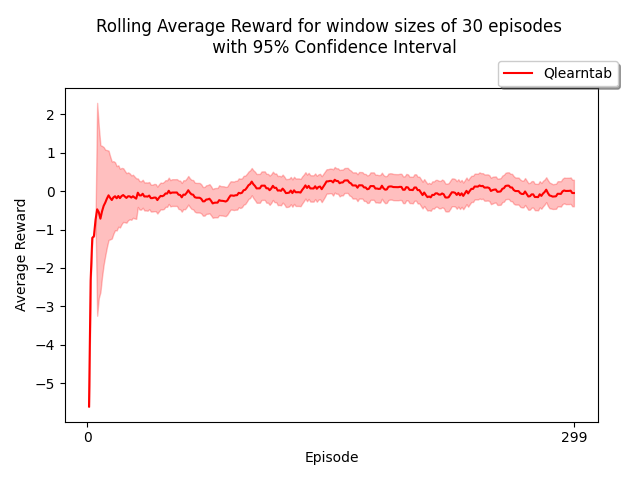 Rolling Average Reward for window sizes of 30 episodes
with 95% Confidence Interval
Qlearntab
2
1
0
−1
−2
−3
−4
−5
Average Reward
0
299
Episode